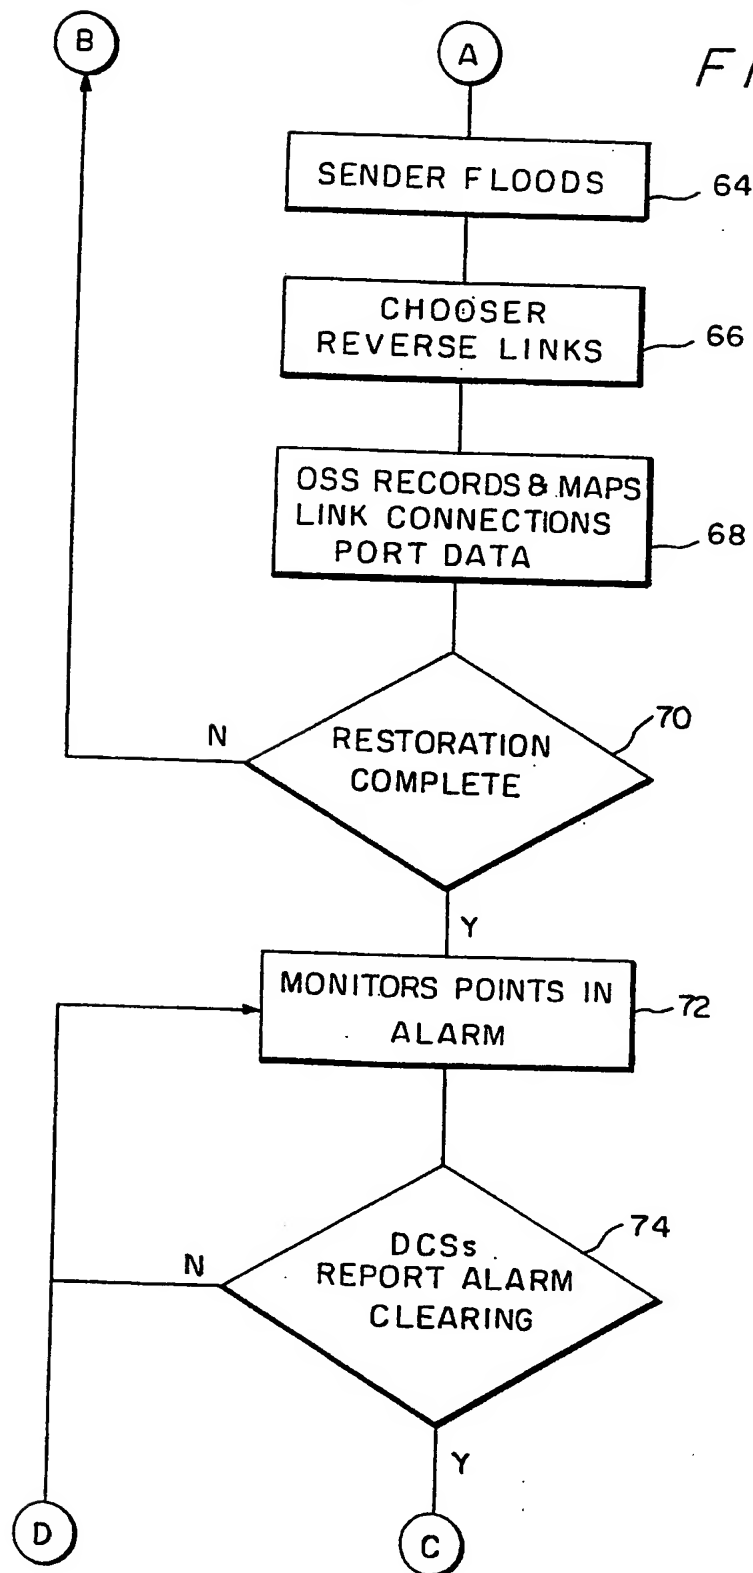 B
A
SENDER FLOODS
64
CHOOSER
REVERSE LINKS
66
OSS RECORDS & MAPS
LINK CONNECTIONS
PORT DATA
68
N
RESTORATION
COMPLETE
70
Y
MONITORS POINTS IN
ALARM
72
N
DCSs
REPORT ALARM
CLEARING
74
Y
D
C